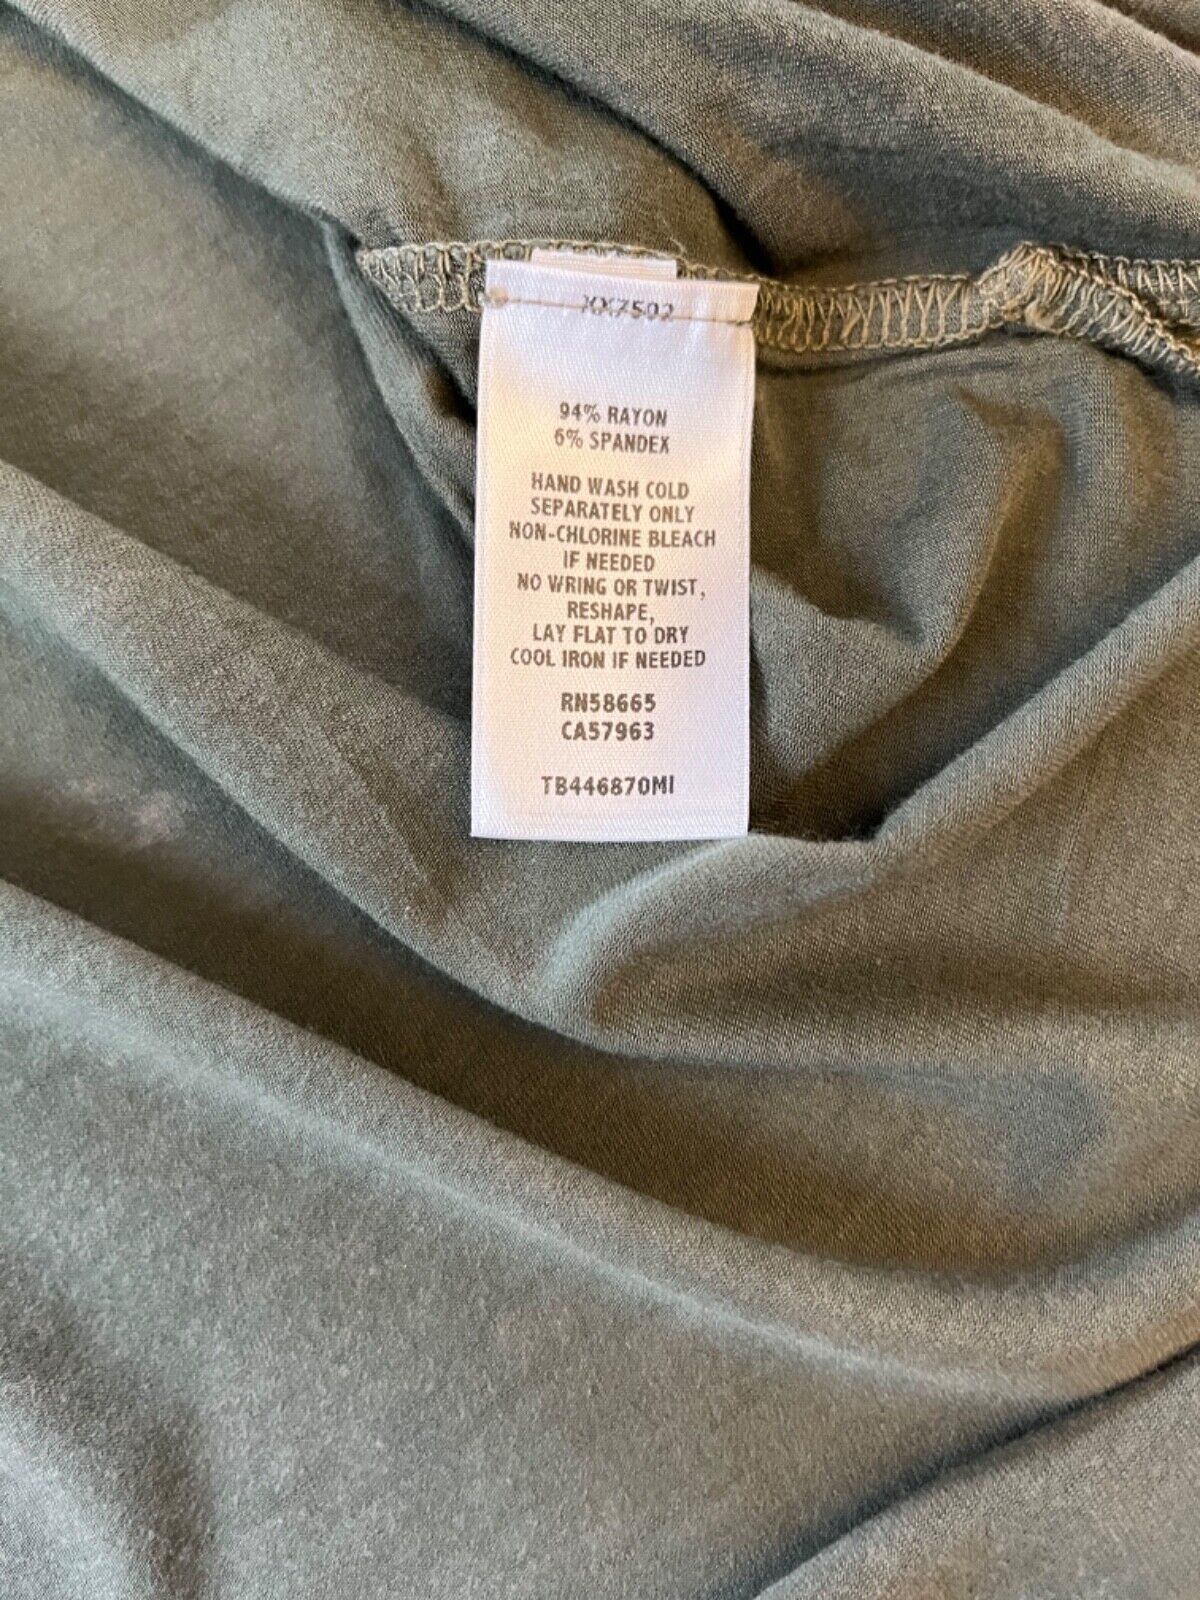 XX7502
94% RAYON
6% SPANDEX
HAND WASH COLD
SEPARATELY ONLY
NON-CHLORINE BLEACH
IF NEEDED
NO WRING OR TWIST,
RESHAPE,
LAY FLAT TO DRY
COOL IRON IF NEEDED
RN58665
CA57963
TB446870MI